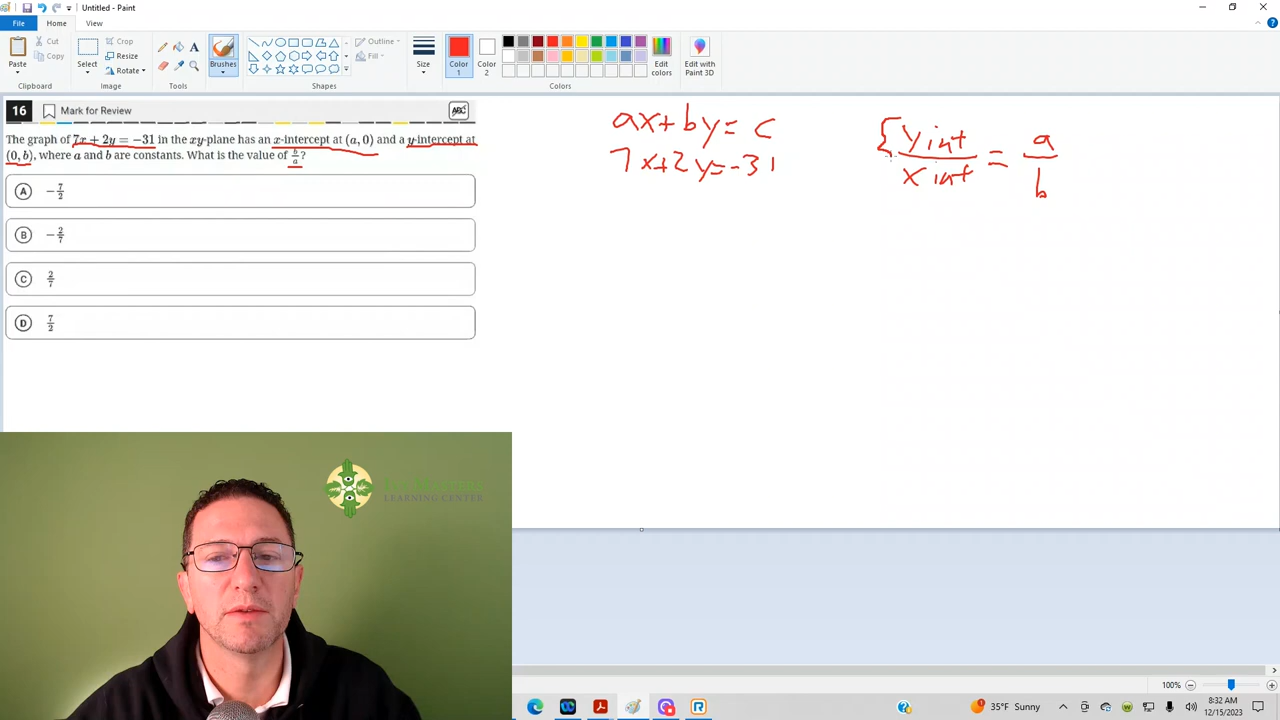 Untitled - Paint
File Home View
Paste
Cut
Copy
Clipboard
Select
Crop
Resize
Rotate
Image
A
Tools
Brushes
Outline
Fill
Shapes
Size
Color 1
Color 2
Edit colors
Colors
Edit with Paint 3D
16 Mark for Review ABC
The graph of 7x + 2y = −31 in the xy-plane has an x-intercept at (a, 0) and a y-intercept at
(0, b), where a and b are constants. What is the value of b/a?
A −7/2
B −2/7
C 2/7
D 7/2
ax+by=c
7x+2y=-31
{y int / x int = a/b
LEARNING CENTER
100%
35°F Sunny
8:32 AM
12/15/2023